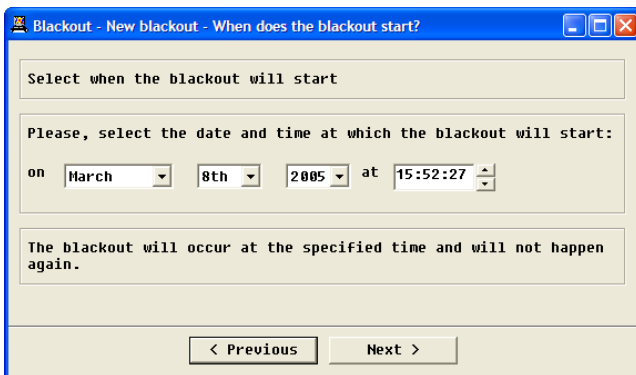 Blackout - New blackout - When does the blackout start?
Select when the blackout will start
Please, select the date and time at which the blackout will start:
on March 8th 2005 at 15:52:27
The blackout will occur at the specified time and will not happen
again.
< Previous Next >